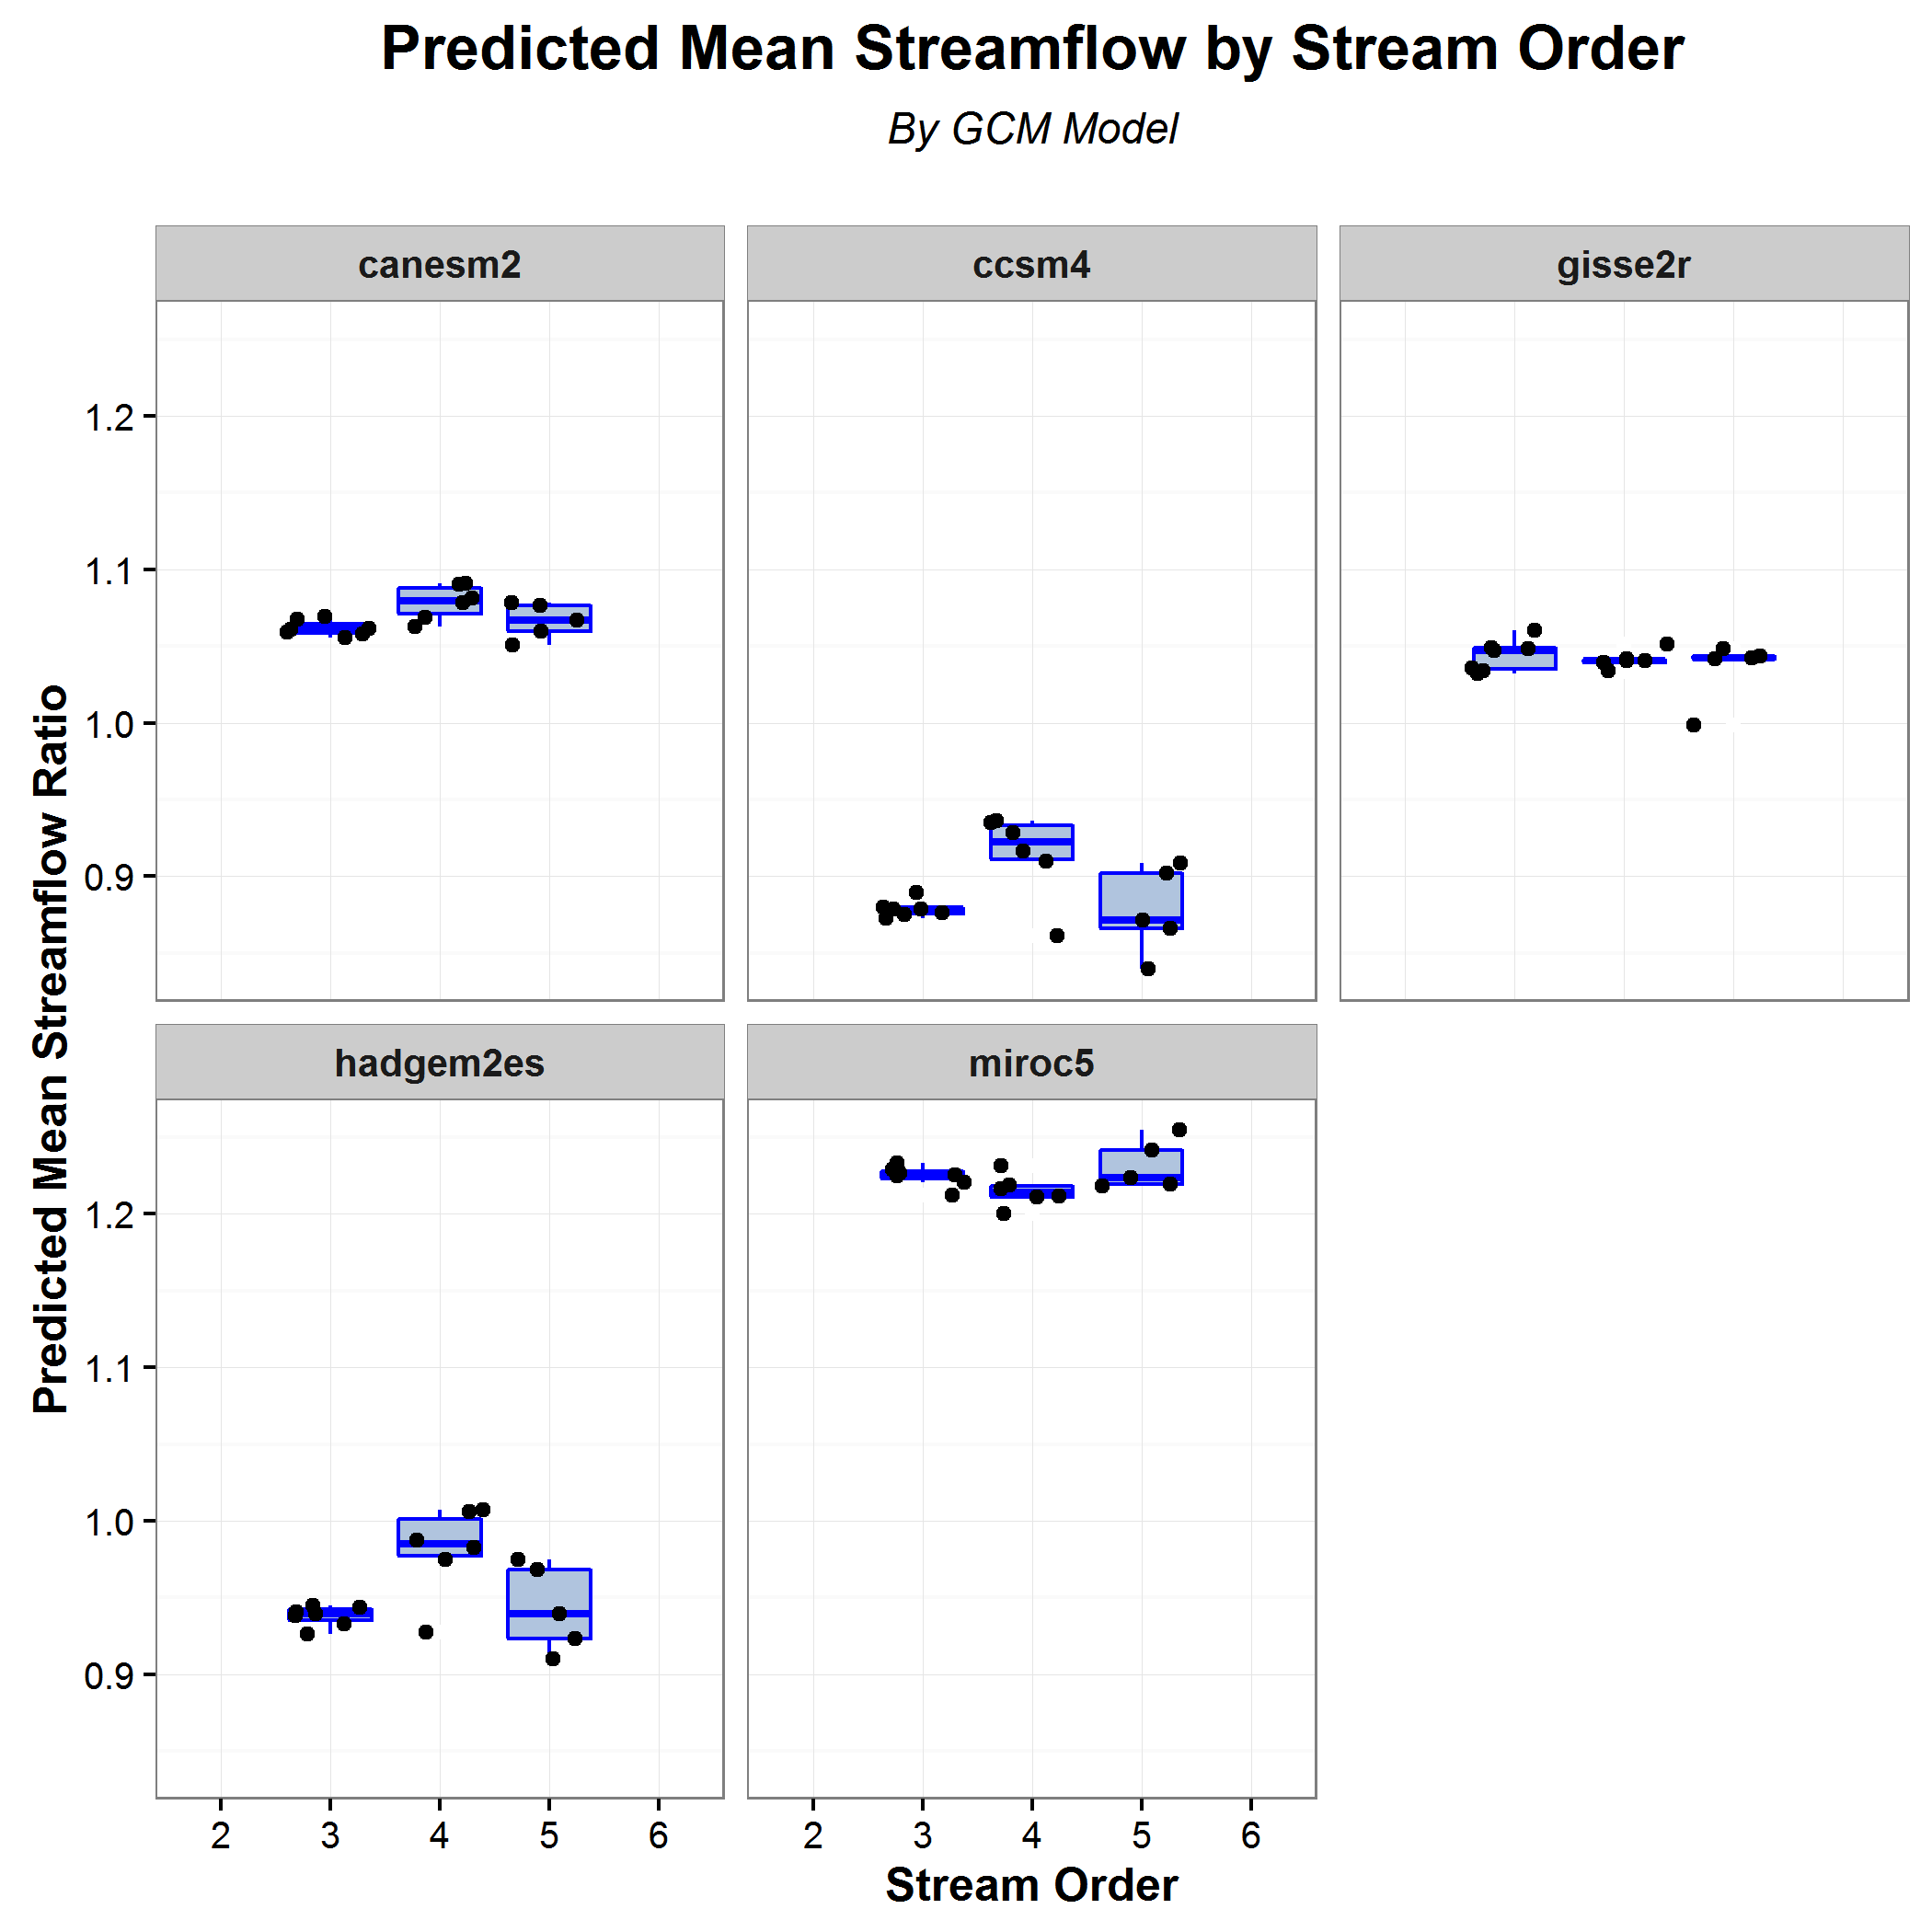 Predicted Mean Streamflow by Stream Order
By GCM Model
canesm2
ccsm4
gisse2r
1.2
1.1
1.0
0.9
Predicted Mean Streamflow Ratio
hadgem2es
miroc5
1.2
1.1
1.0
0.9
2 3 4 5 6
2 3 4 5 6
Stream Order